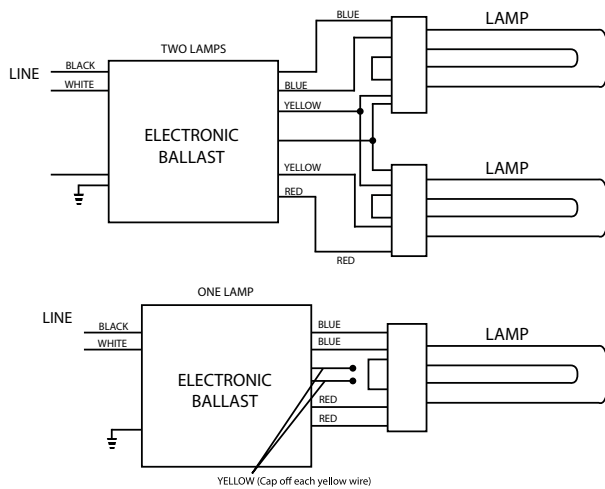 BLUE
LAMP
TWO LAMPS
LINE
BLACK
WHITE
BLUE
YELLOW
ELECTRONIC
BALLAST
YELLOW
RED
RED
LAMP
ONE LAMP
LINE
BLACK
WHITE
BLUE
BLUE
LAMP
ELECTRONIC
BALLAST
RED
RED
YELLOW (Cap off each yellow wire)